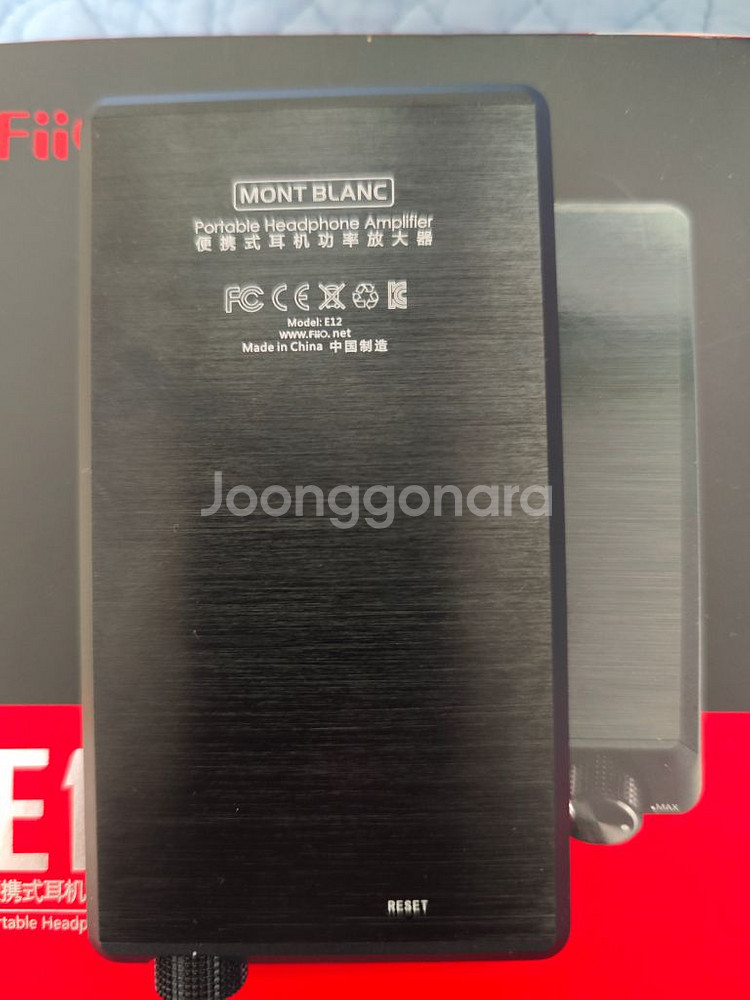 FiiO
MONT BLANC
Portable Headphone Amplifier
便携式耳机功率放大器
FC CE
Model: E12
www.FiiO.net
Made in China 中国制造
Joonggonara
MAX
E1
携式耳机
rtable Headp
RESET